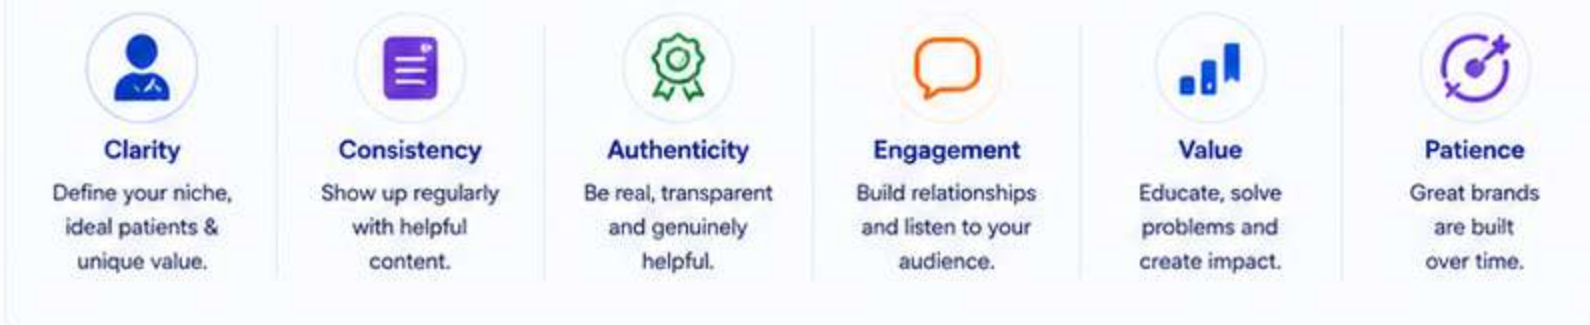 Clarity
Define your niche,
ideal patients &
unique value.
Consistency
Show up regularly
with helpful
content.
Authenticity
Be real, transparent
and genuinely
helpful.
Engagement
Build relationships
and listen to your
audience.
Value
Educate, solve
problems and
create impact.
Patience
Great brands
are built
over time.